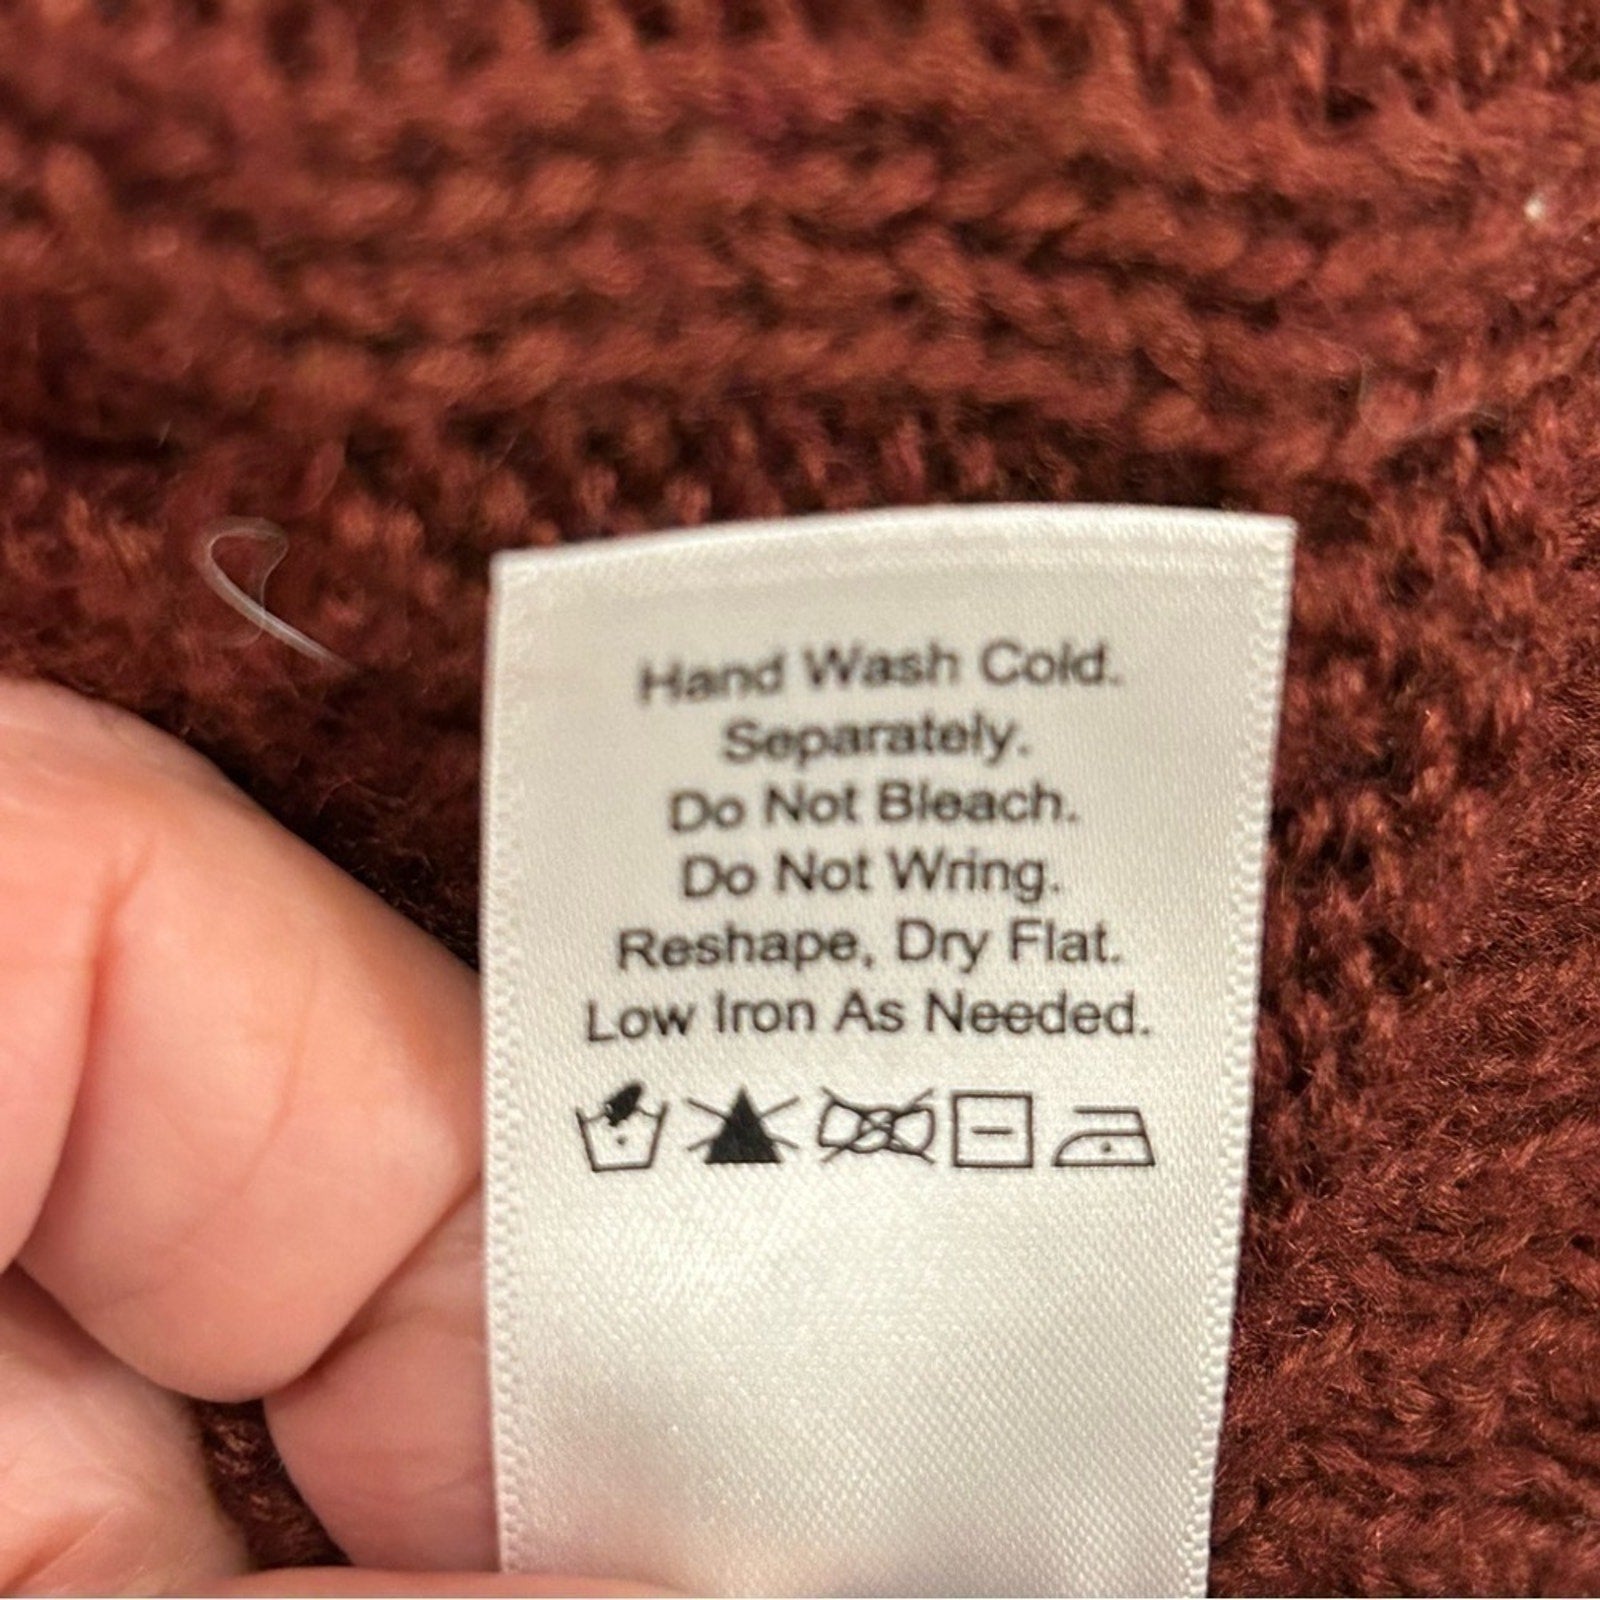 Hand Wash Cold.
Separately.
Do Not Bleach.
Do Not Wring.
Reshape, Dry Flat.
Low Iron As Needed.